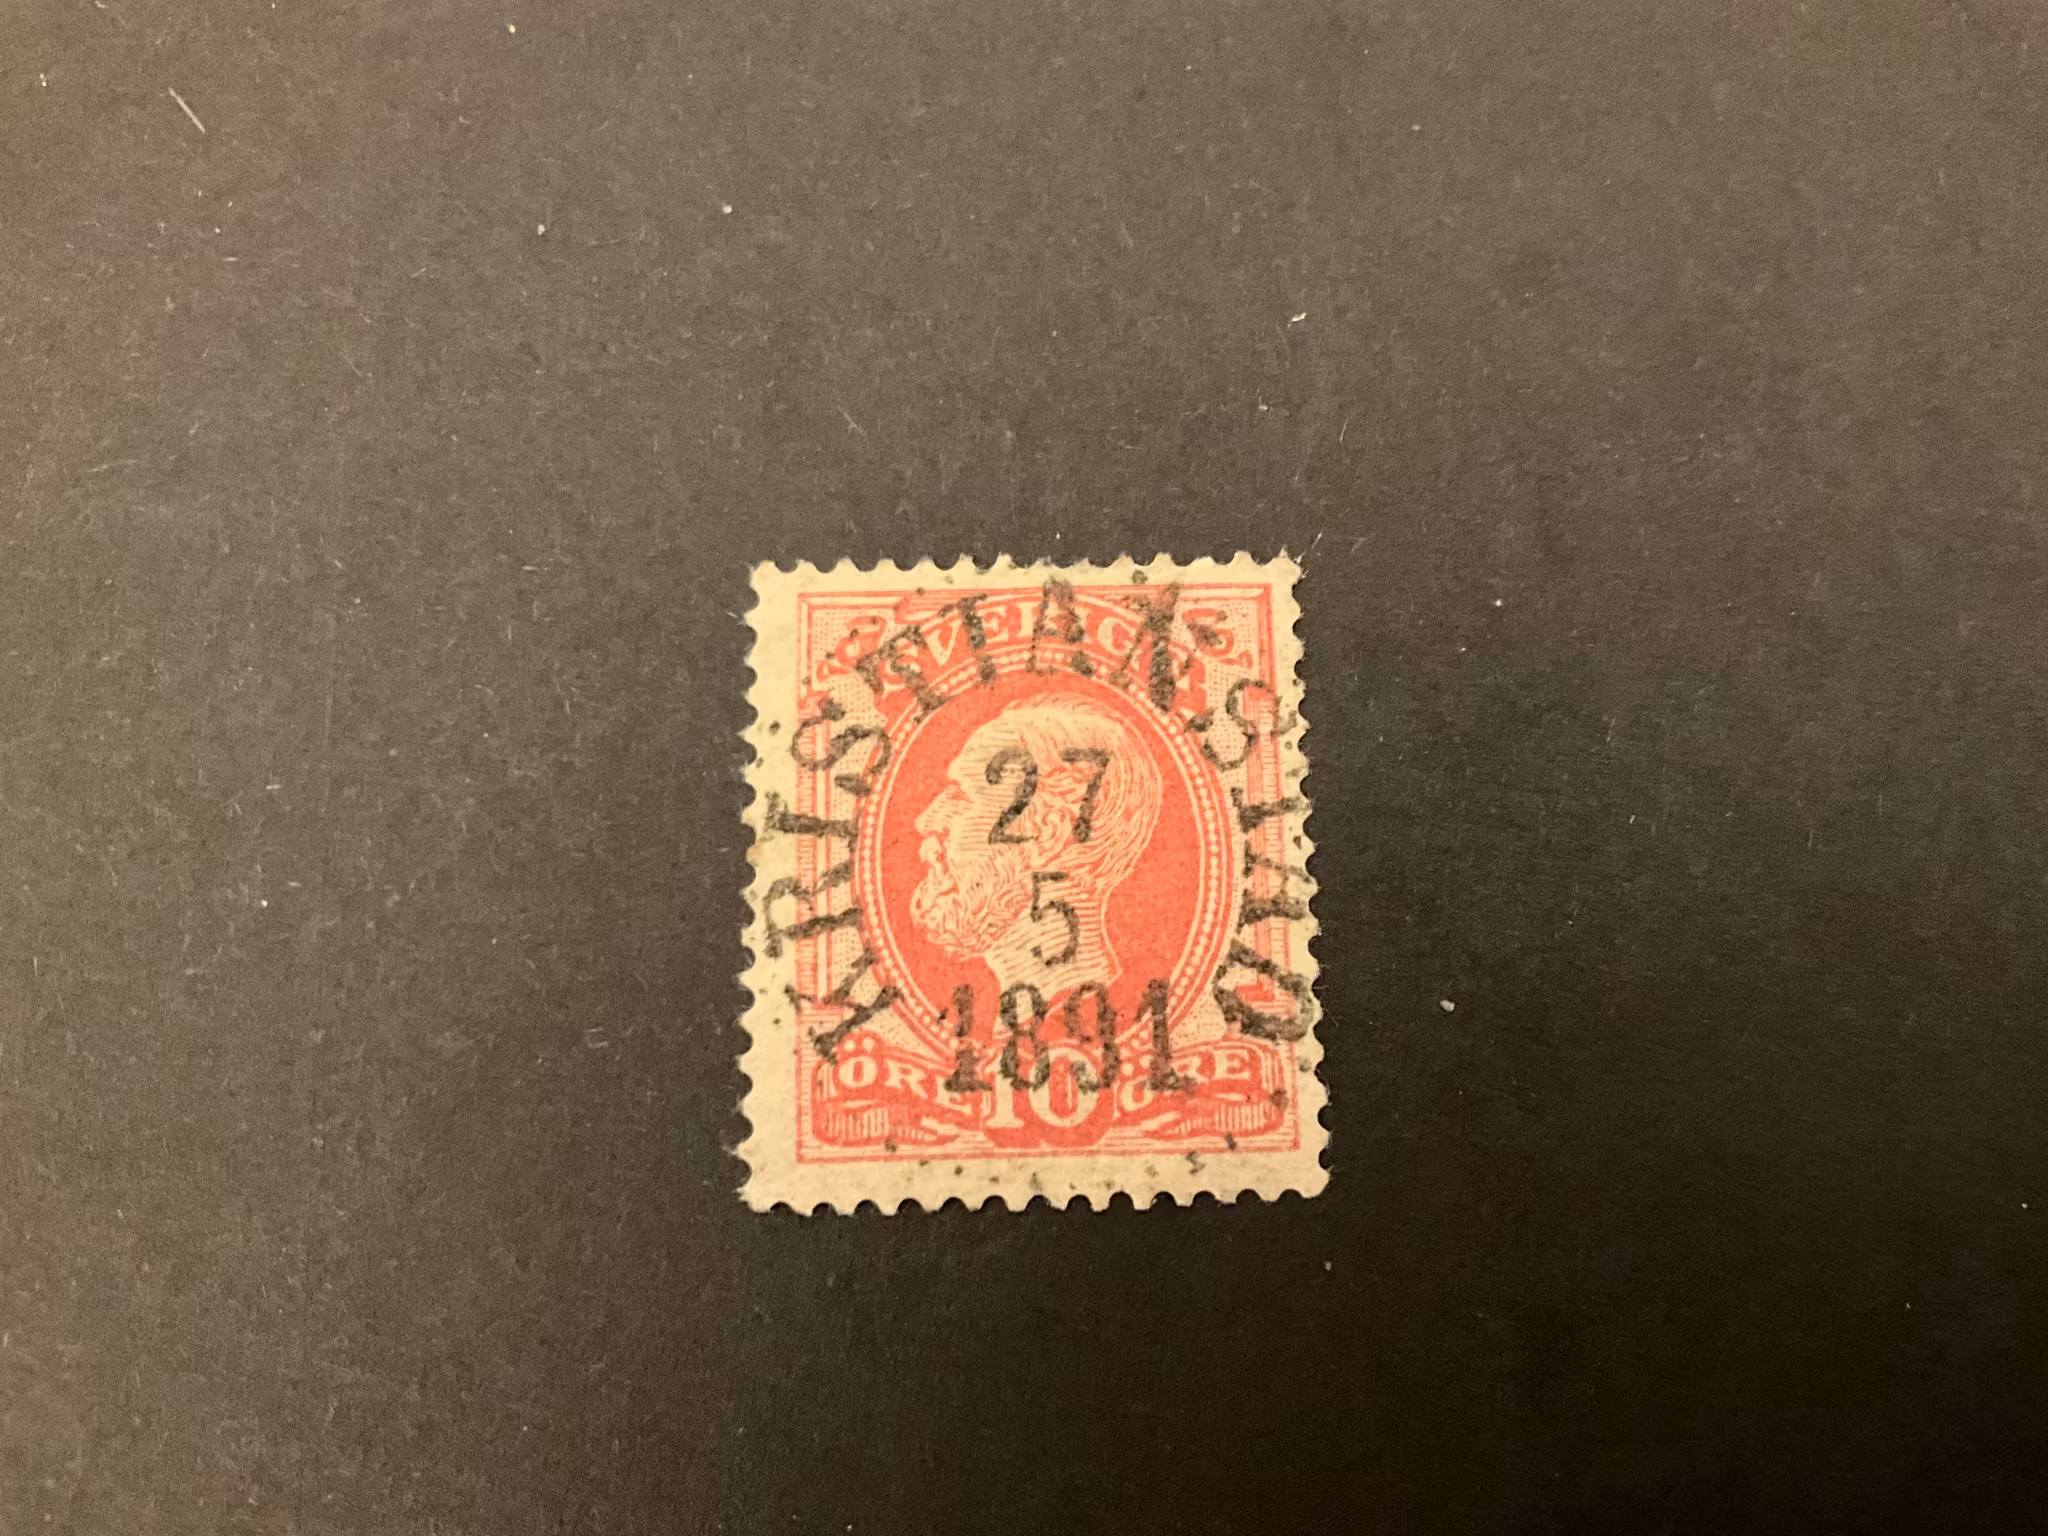 SVERIGE
KRISTIANSTAD
27
5
1891
ÖRE 10 ÖRE